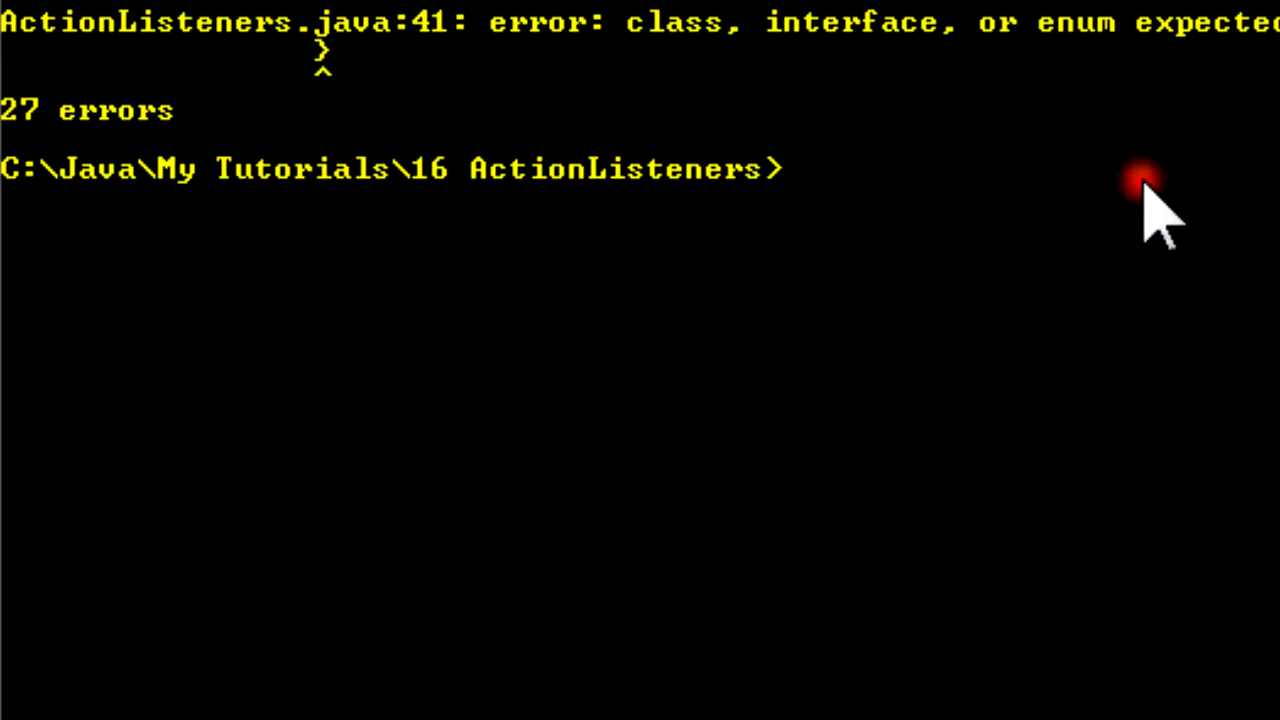 ActionListeners.java:41: error: class, interface, or enum expected
}
^
27 errors
C:\Java\My Tutorials\16 ActionListeners>